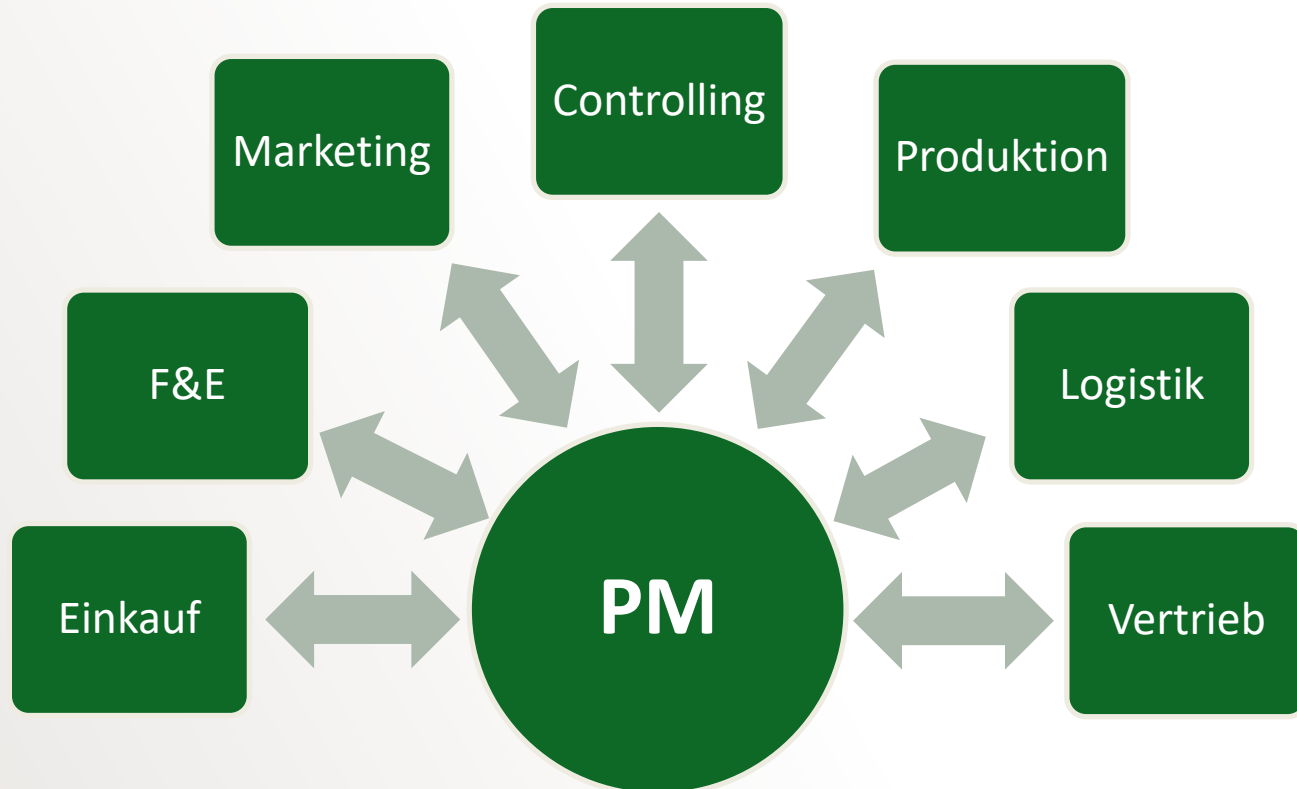 Controlling
Marketing
Produktion
F&E
Logistik
Einkauf
PM
Vertrieb